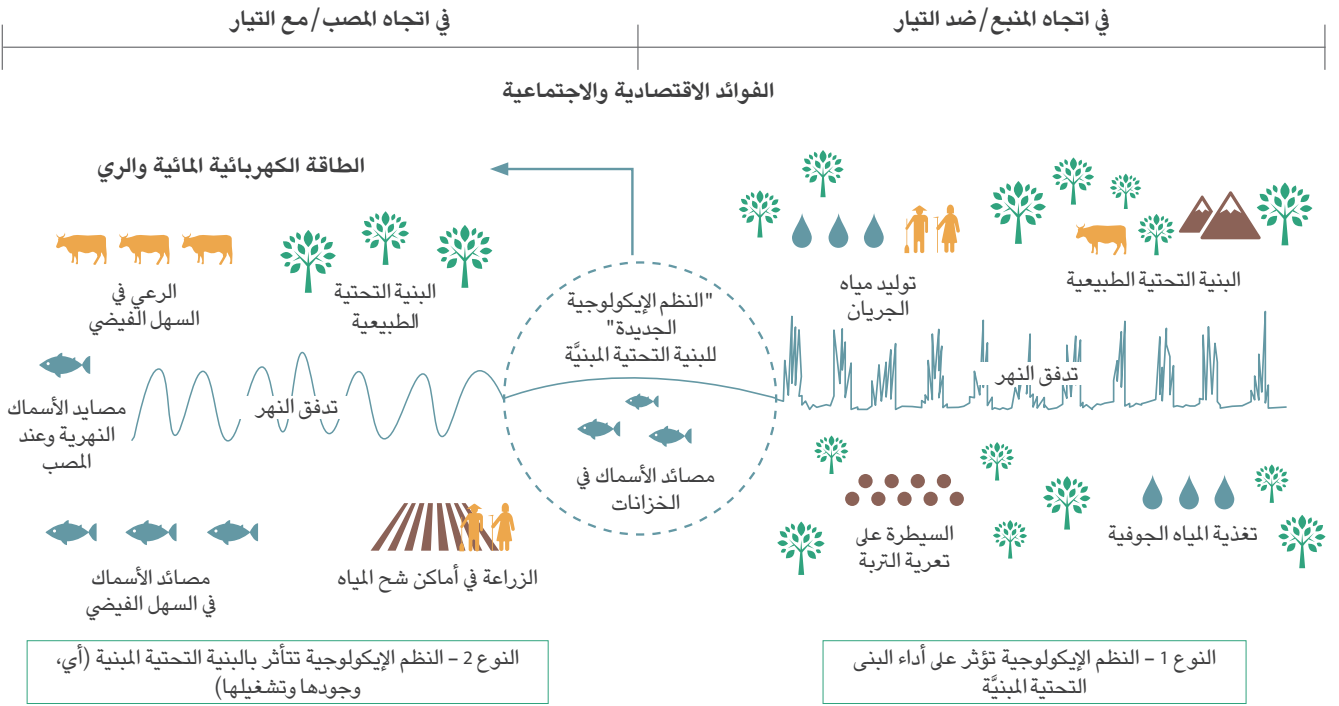 في اتجاه المنبع/ضد التيار
في اتجاه المصب/مع التيار
الفوائد الاقتصادية والاجتماعية
البنية التحتية الطبيعية
توليد مياه
الجريان
تدفق النهر
تغذية المياه الجوفية
السيطرة على
تعرية التربة
النوع 1 – النظم الإيكولوجية تؤثر على أداء البنى
التحتية المبنيَّة
"النظم الإيكولوجية
الجديدة"
للبنية التحتية المبنيَّة
مصائد الأسماك في
الخزانات
الطاقة الكهربائية المائية والري
البنية التحتية
الطبيعية
الرعي في
السهل الفيضي
تدفق النهر
مصايد الأسماك
النهرية وعند
المصب
الزراعة في أماكن شح المياه
مصائد الأسماك
في السهل الفيضي
النوع 2 – النظم الإيكولوجية تتأثر بالبنية التحتية المبنية (أي،
وجودها وتشغيلها)